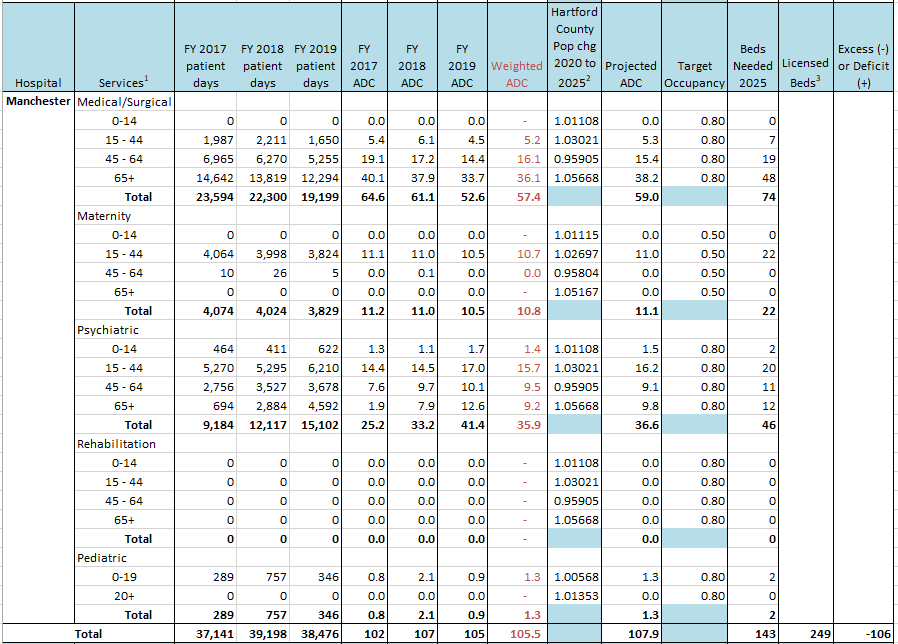 Hospital Services1 FY 2017 patient days FY 2018 patient days FY 2019 patient days FY 2017 ADC FY 2018 ADC FY 2019 ADC Weighted ADC Hartford County Pop chg 2020 to 20252 Projected ADC Target Occupancy Beds Needed 2025 Licensed Beds3 Excess (-) or Deficit (+)
Manchester Medical/Surgical
0-14 0 0 0 0.0 0.0 0.0 - 1.01108 0.0 0.80 0
15 - 44 1,987 2,211 1,650 5.4 6.1 4.5 5.2 1.03021 5.3 0.80 7
45 - 64 6,965 6,270 5,255 19.1 17.2 14.4 16.1 0.95905 15.4 0.80 19
65+ 14,642 13,819 12,294 40.1 37.9 33.7 36.1 1.05668 38.2 0.80 48
Total 23,594 22,300 19,199 64.6 61.1 52.6 57.4 59.0 74
Maternity
0-14 0 0 0 0.0 0.0 0.0 - 1.01115 0.0 0.50 0
15 - 44 4,064 3,998 3,824 11.1 11.0 10.5 10.7 1.02697 11.0 0.50 22
45 - 64 10 26 5 0.0 0.1 0.0 0.0 0.95804 0.0 0.50 0
65+ 0 0 0 0.0 0.0 0.0 - 1.05167 0.0 0.50 0
Total 4,074 4,024 3,829 11.2 11.0 10.5 10.8 11.1 22
Psychiatric
0-14 464 411 622 1.3 1.1 1.7 1.4 1.01108 1.5 0.80 2
15 - 44 5,270 5,295 6,210 14.4 14.5 17.0 15.7 1.03021 16.2 0.80 20
45 - 64 2,756 3,527 3,678 7.6 9.7 10.1 9.5 0.95905 9.1 0.80 11
65+ 694 2,884 4,592 1.9 7.9 12.6 9.2 1.05668 9.8 0.80 12
Total 9,184 12,117 15,102 25.2 33.2 41.4 35.9 36.6 46
Rehabilitation
0-14 0 0 0 0.0 0.0 0.0 - 1.01108 0.0 0.80 0
15 - 44 0 0 0 0.0 0.0 0.0 - 1.03021 0.0 0.80 0
45 - 64 0 0 0 0.0 0.0 0.0 - 0.95905 0.0 0.80 0
65+ 0 0 0 0.0 0.0 0.0 - 1.05668 0.0 0.80 0
Total 0 0 0 0.0 0.0 0.0 - 0.0 0
Pediatric
0-19 289 757 346 0.8 2.1 0.9 1.3 1.00568 1.3 0.80 2
20+ 0 0 0 0.0 0.0 0.0 - 1.01353 0.0 0.80 0
Total 289 757 346 0.8 2.1 0.9 1.3 1.3 2
Total 37,141 39,198 38,476 102 107 105 105.5 107.9 143 249 -106